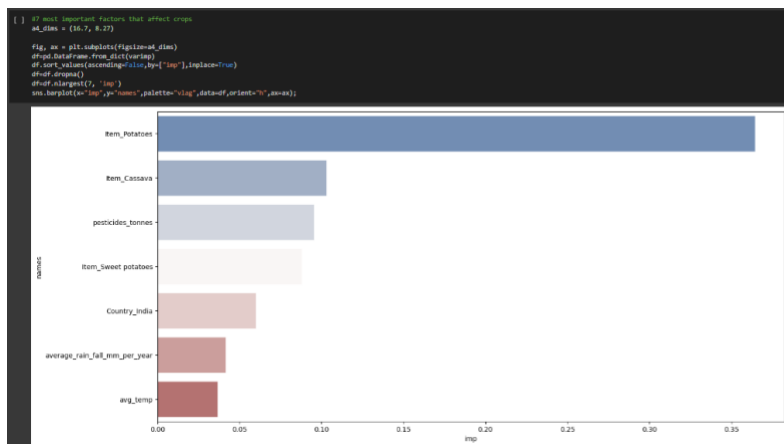 [ ] #7 most important factors that affect crops
a4_dims = (16.7, 8.27)
fig, ax = plt.subplots(figsize=a4_dims)
df=pd.DataFrame.from_dict(varimp)
df.sort_values(ascending=False,by=["imp"],inplace=True)
df=df.dropna()
df=df.nlargest(7, 'imp')
sns.barplot(x="imp",y="names",palette="vlag",data=df,orient="h",ax=ax);
names
Item_Potatoes
Item_Cassava
pesticides_tonnes
Item_Sweet potatoes
Country_India
average_rain_fall_mm_per_year
avg_temp
0.00 0.05 0.10 0.15 0.20 0.25 0.30 0.35
imp